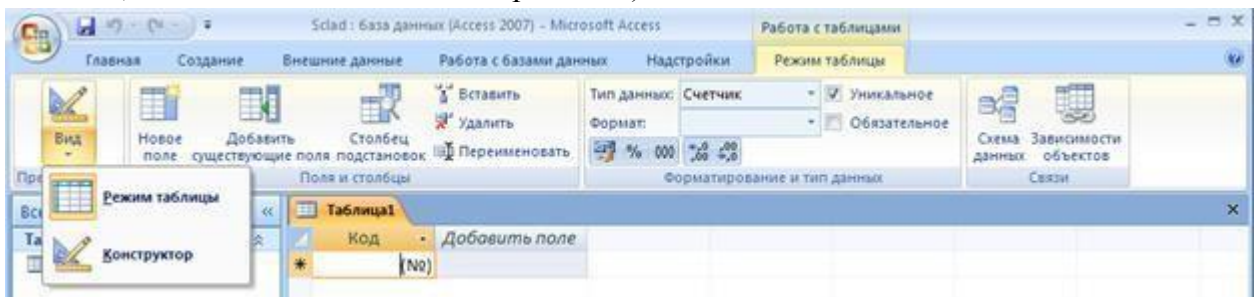 Sclad : база данных (Access 2007) - Microsoft Access Работа с таблицами
Главная Создание Внешние данные Работа с базами данных Надстройки Режим таблицы
Вид
Новое поле
Добавить существующие поля
Столбец подстановок
Вставить
Удалить
Переименовать
Поля и столбцы
Тип данных: Счетчик
Формат:
% 000
Уникальное
Обязательное
Форматирование и тип данных
Схема данных
Зависимости объектов
Связи
Режим таблицы
Конструктор
Таблица1
Код Добавить поле
(№)